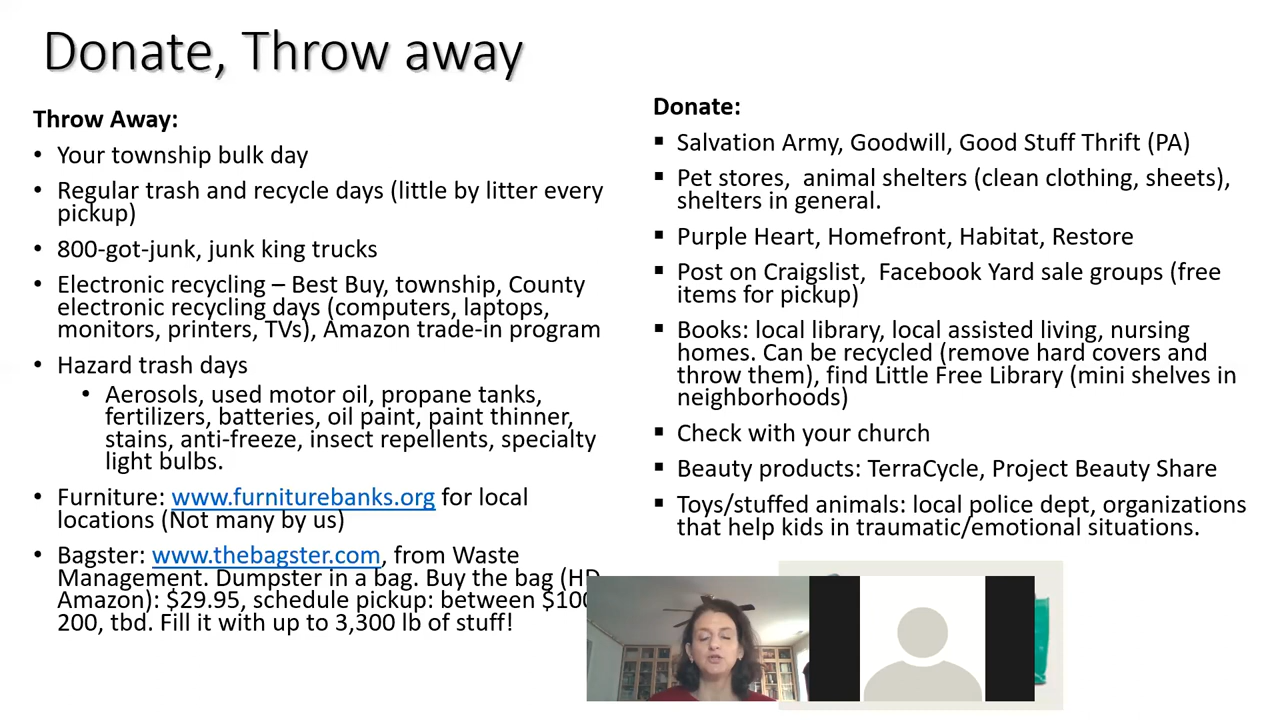 Donate, Throw away
Throw Away:
• Your township bulk day
• Regular trash and recycle days (little by litter every
pickup)
• 800-got-junk, junk king trucks
• Electronic recycling – Best Buy, township, County
electronic recycling days (computers, laptops,
monitors, printers, TVs), Amazon trade-in program
• Hazard trash days
• Aerosols, used motor oil, propane tanks,
fertilizers, batteries, oil paint, paint thinner,
stains, anti-freeze, insect repellents, specialty
light bulbs.
• Furniture: www.furniturebanks.org for local
locations (Not many by us)
• Bagster: www.thebagster.com, from Waste
Management. Dumpster in a bag. Buy the bag (HD
Amazon): $29.95, schedule pickup: between $100
200, tbd. Fill it with up to 3,300 lb of stuff!
Donate:
▪ Salvation Army, Goodwill, Good Stuff Thrift (PA)
▪ Pet stores,  animal shelters (clean clothing, sheets),
shelters in general.
▪ Purple Heart, Homefront, Habitat, Restore
▪ Post on Craigslist,  Facebook Yard sale groups (free
items for pickup)
▪ Books: local library, local assisted living, nursing
homes. Can be recycled (remove hard covers and
throw them), find Little Free Library (mini shelves in
neighborhoods)
▪ Check with your church
▪ Beauty products: TerraCycle, Project Beauty Share
▪ Toys/stuffed animals: local police dept, organizations
that help kids in traumatic/emotional situations.